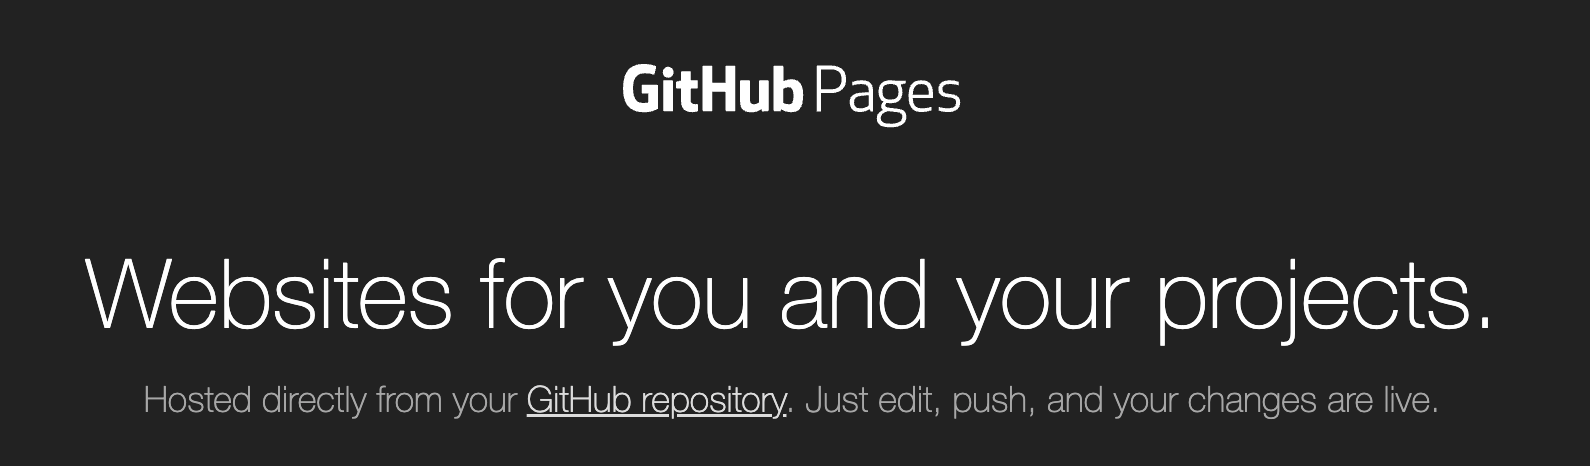 GitHub Pages
Websites for you and your projects.
Hosted directly from your GitHub repository. Just edit, push, and your changes are live.